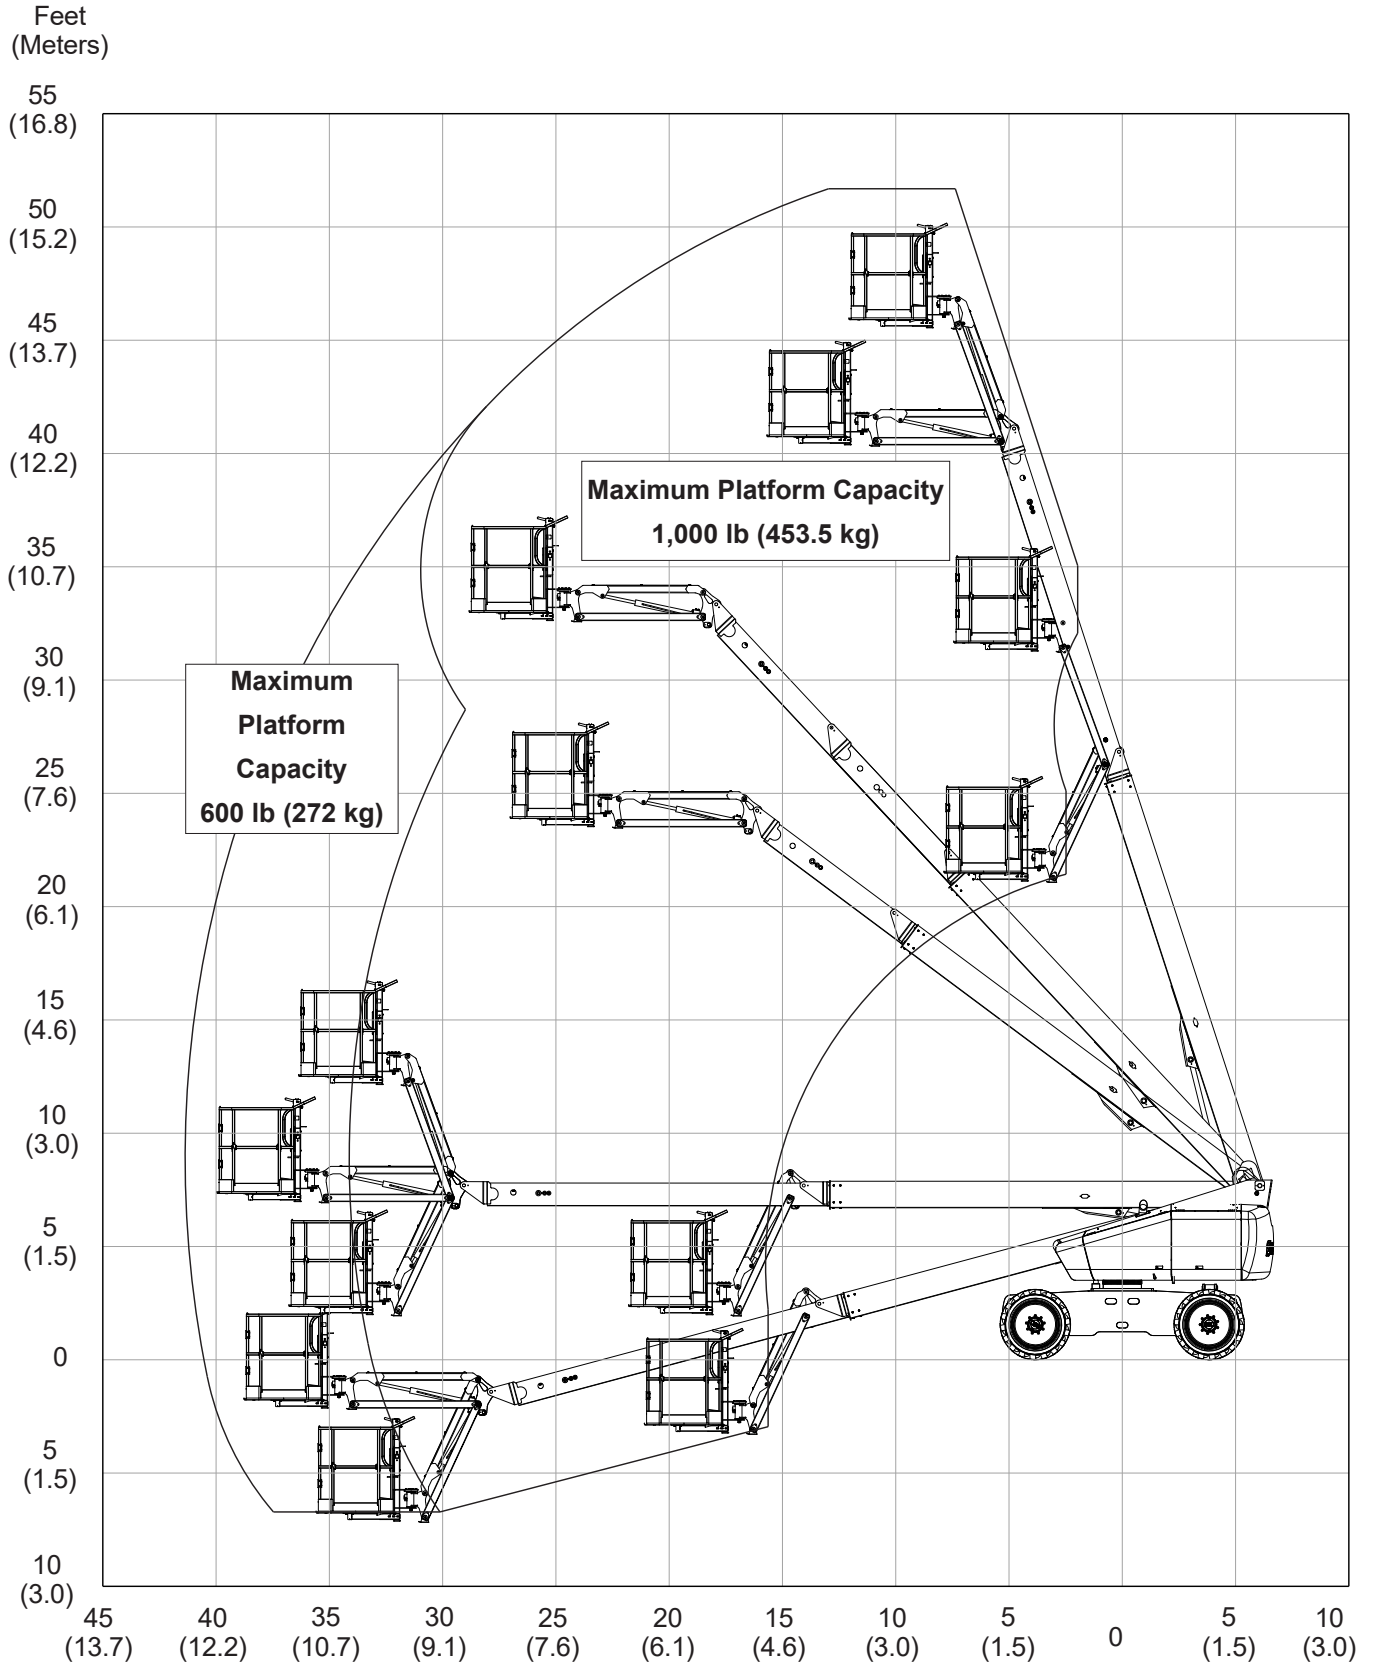 Feet
(Meters)
55
(16.8)
50
(15.2)
45
(13.7)
40
(12.2)
Maximum Platform Capacity
1,000 lb (453.5 kg)
35
(10.7)
30
(9.1)
Maximum
Platform
Capacity
600 lb (272 kg)
25
(7.6)
20
(6.1)
15
(4.6)
10
(3.0)
5
(1.5)
0
5
(1.5)
10
(3.0)
45 40 35 30 25 20 15 10 5 0 5 10
(13.7) (12.2) (10.7) (9.1) (7.6) (6.1) (4.6) (3.0) (1.5) (1.5) (3.0)